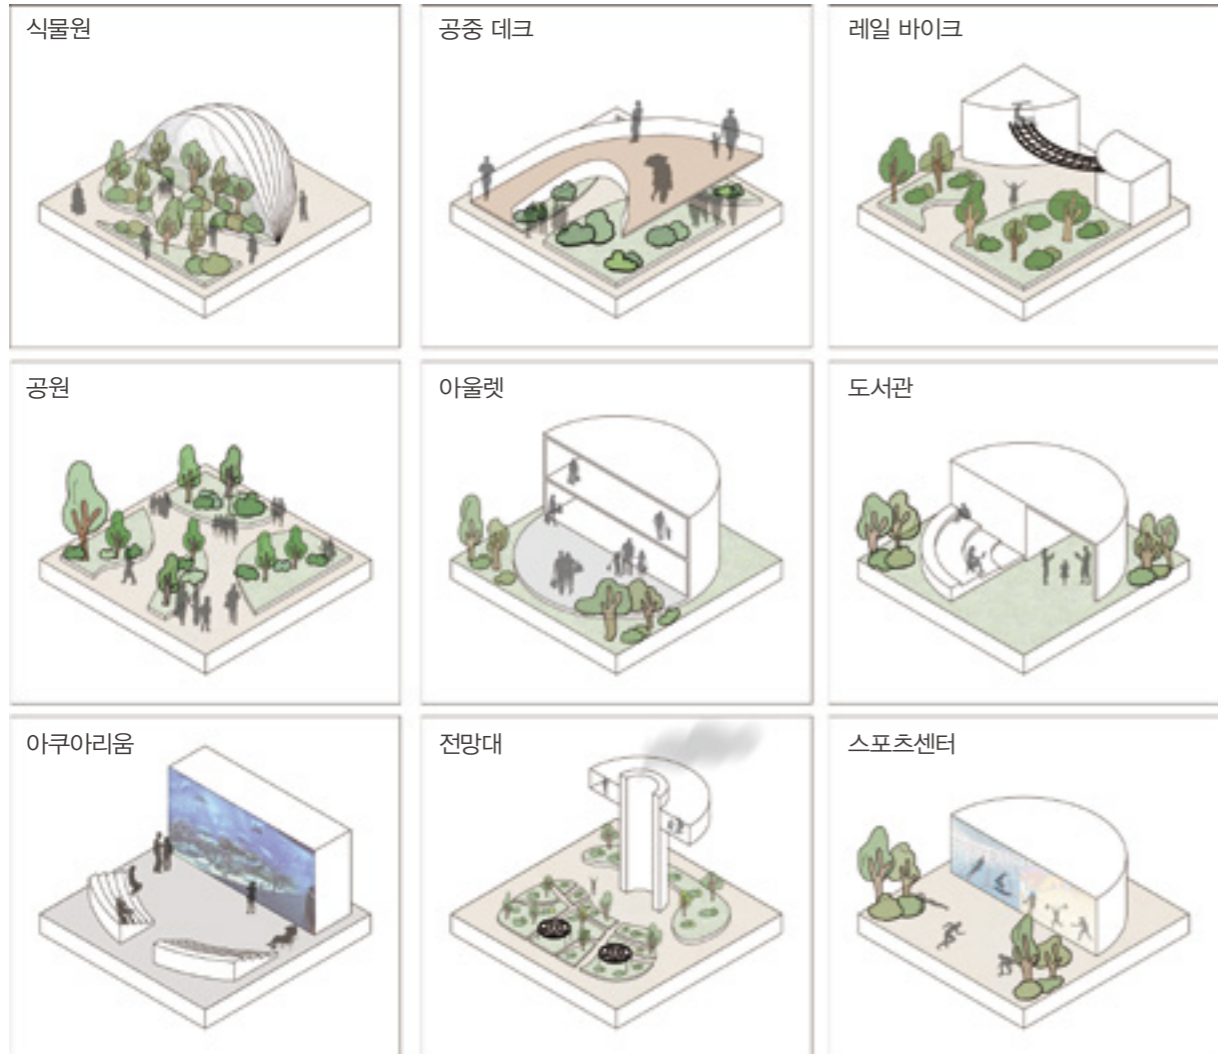 식물원
공중 데크
레일 바이크
공원
아울렛
도서관
아쿠아리움
전망대
스포츠센터